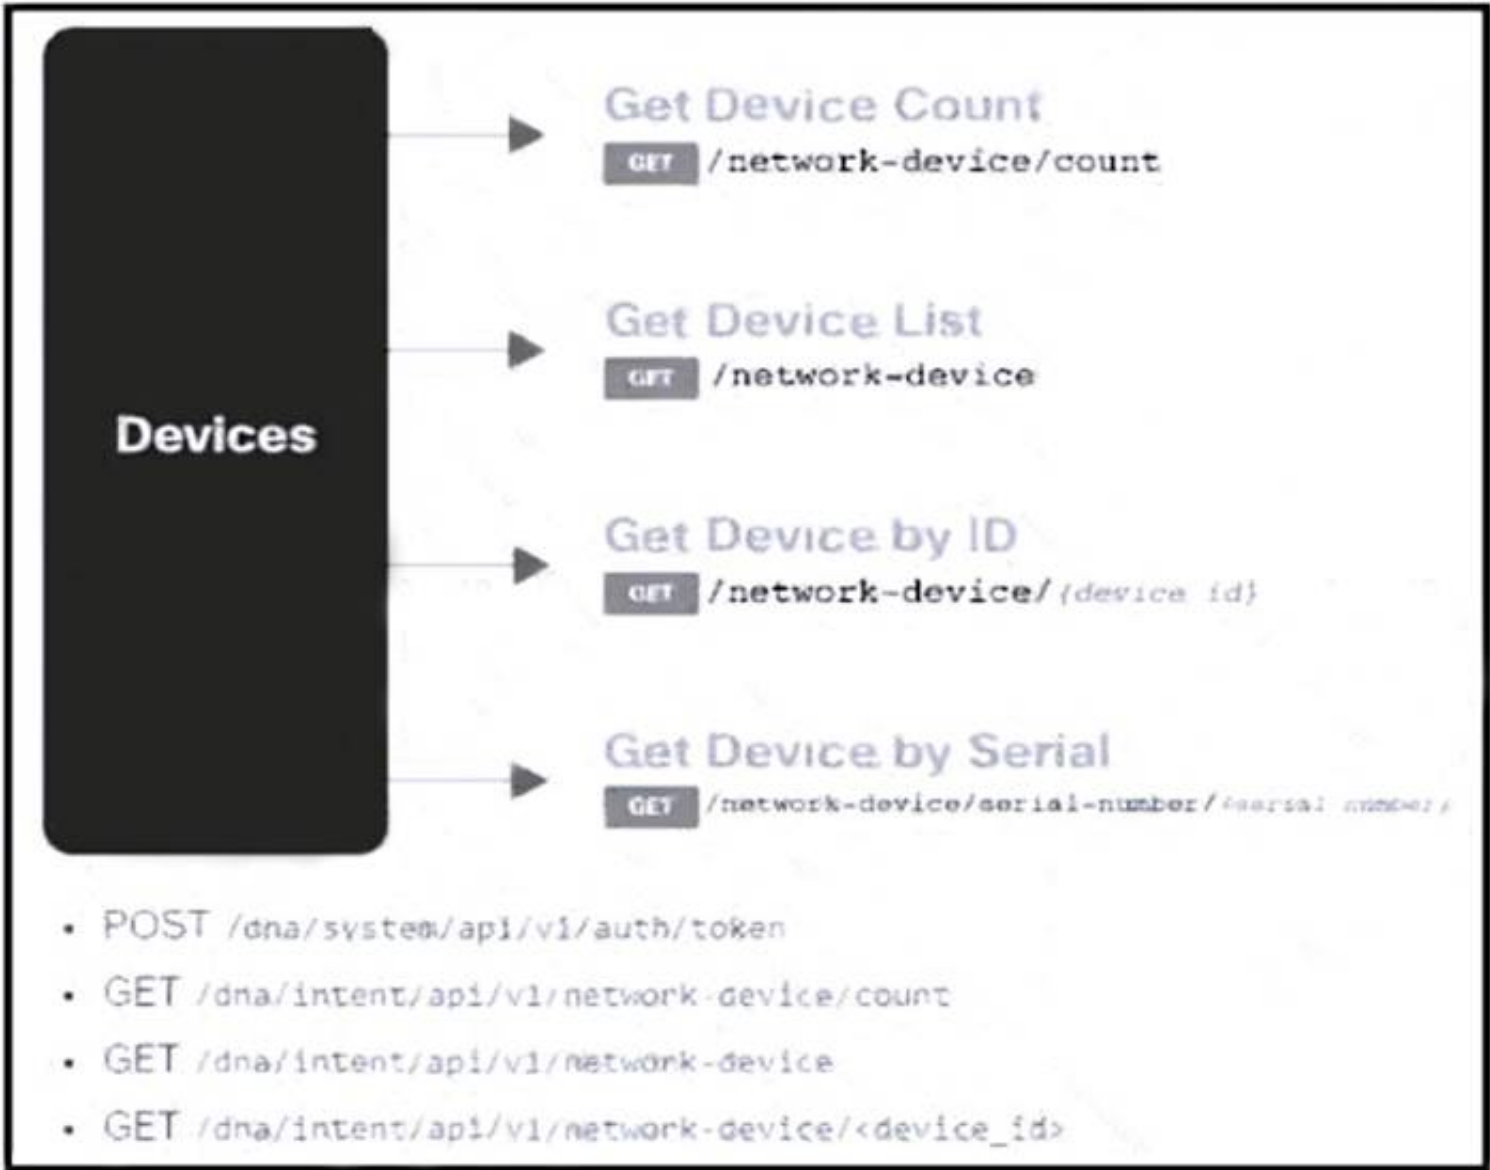 Get Device Count
GET /network-device/count
Get Device List
GET /network-device
Devices
Get Device by ID
GET /network-device/{device id}
Get Device by Serial
GET /network-device/serial-number/{serial number}
• POST /dna/system/api/v1/auth/token
• GET /dna/intent/api/v1/network-device/count
• GET /dna/intent/api/v1/network-device
• GET /dna/intent/api/v1/network-device/<device_id>